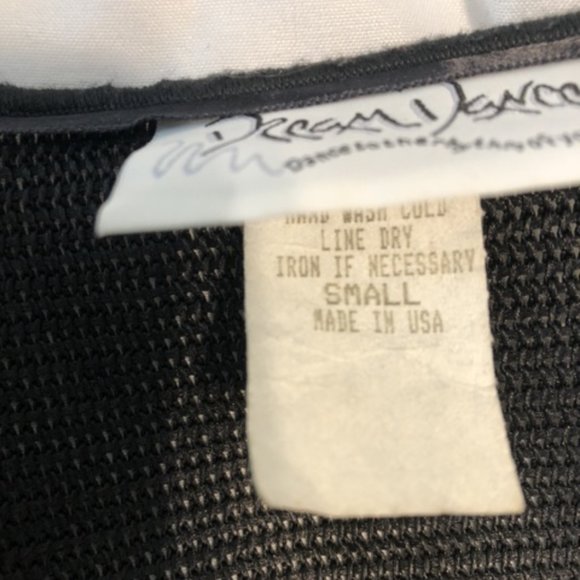 Dream Dance
HAND WASH COLD
LINE DRY
IRON IF NECESSARY
SMALL
MADE IN USA